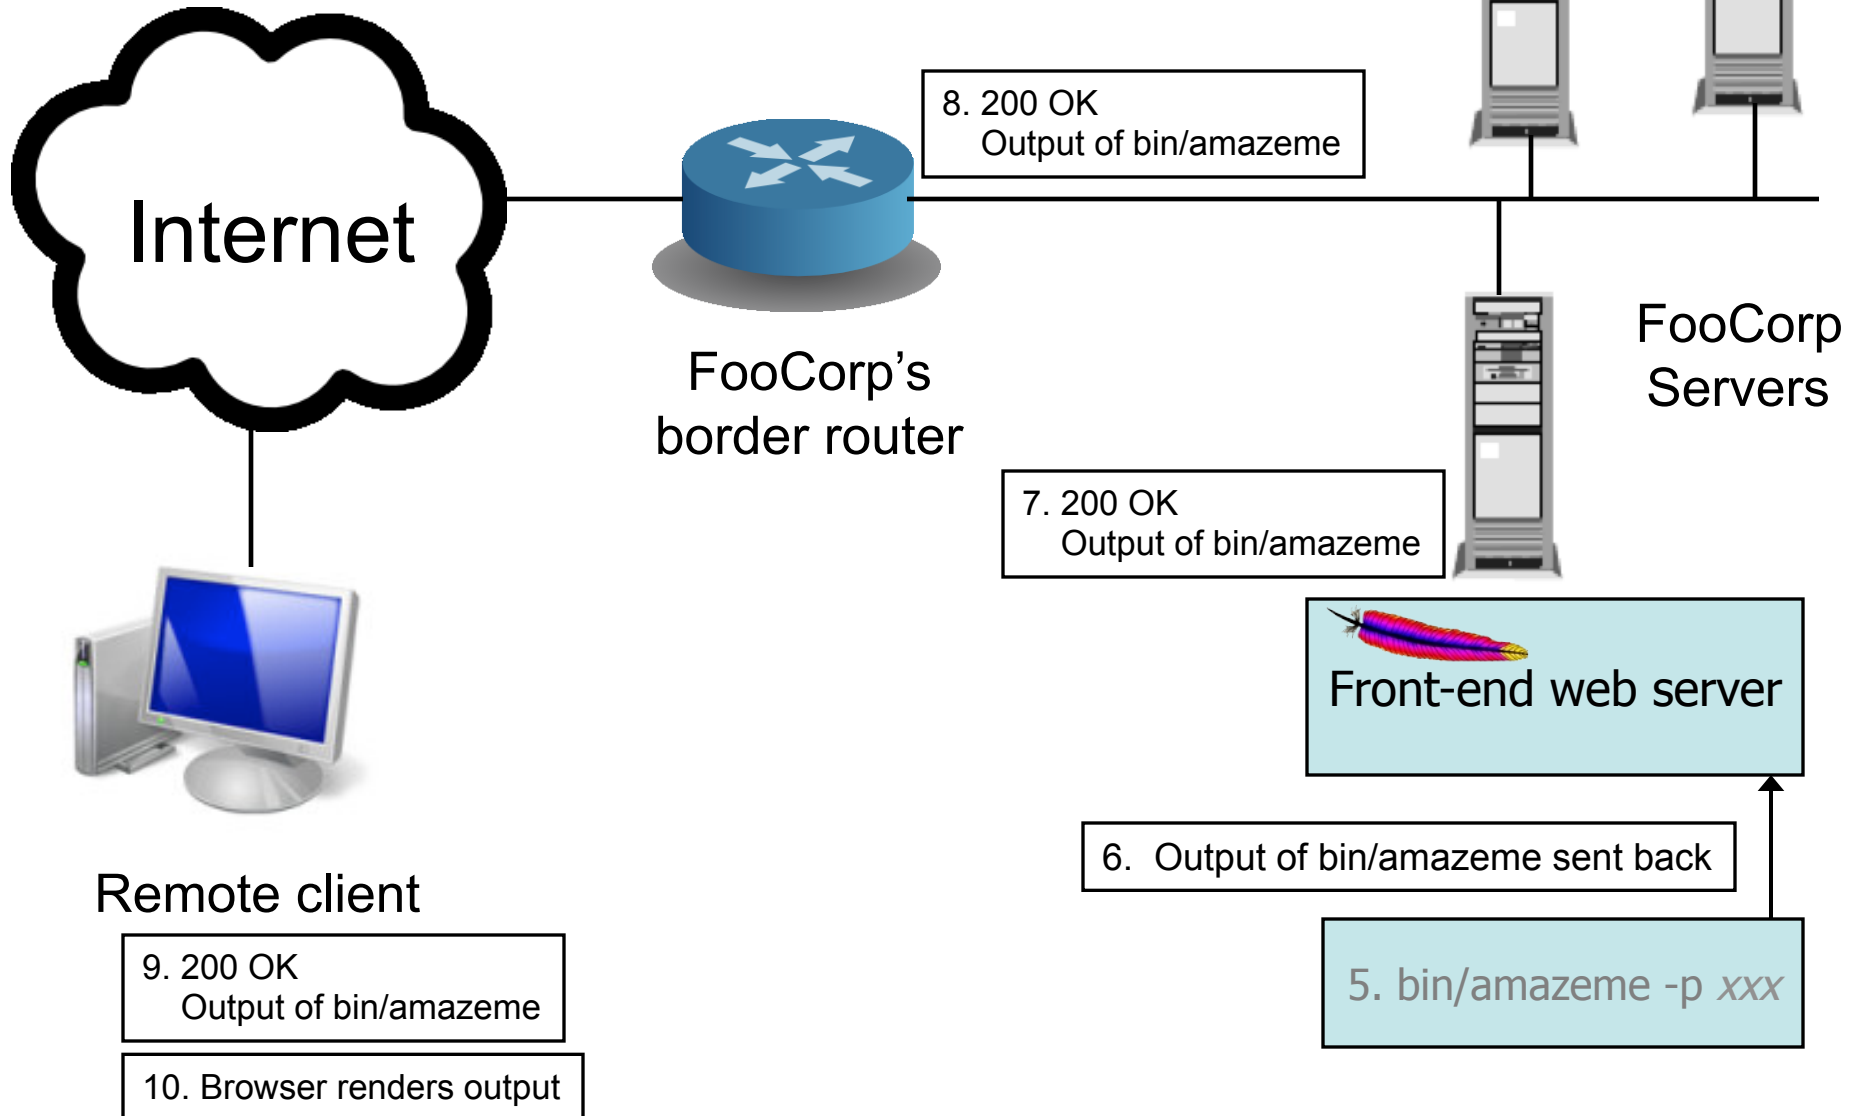 8. 200 OK
Output of bin/amazeme
Internet
FooCorp
Servers
FooCorp’s
border router
7. 200 OK
Output of bin/amazeme
Front-end web server
6. Output of bin/amazeme sent back
Remote client
9. 200 OK
Output of bin/amazeme
5. bin/amazeme -p xxx
10. Browser renders output